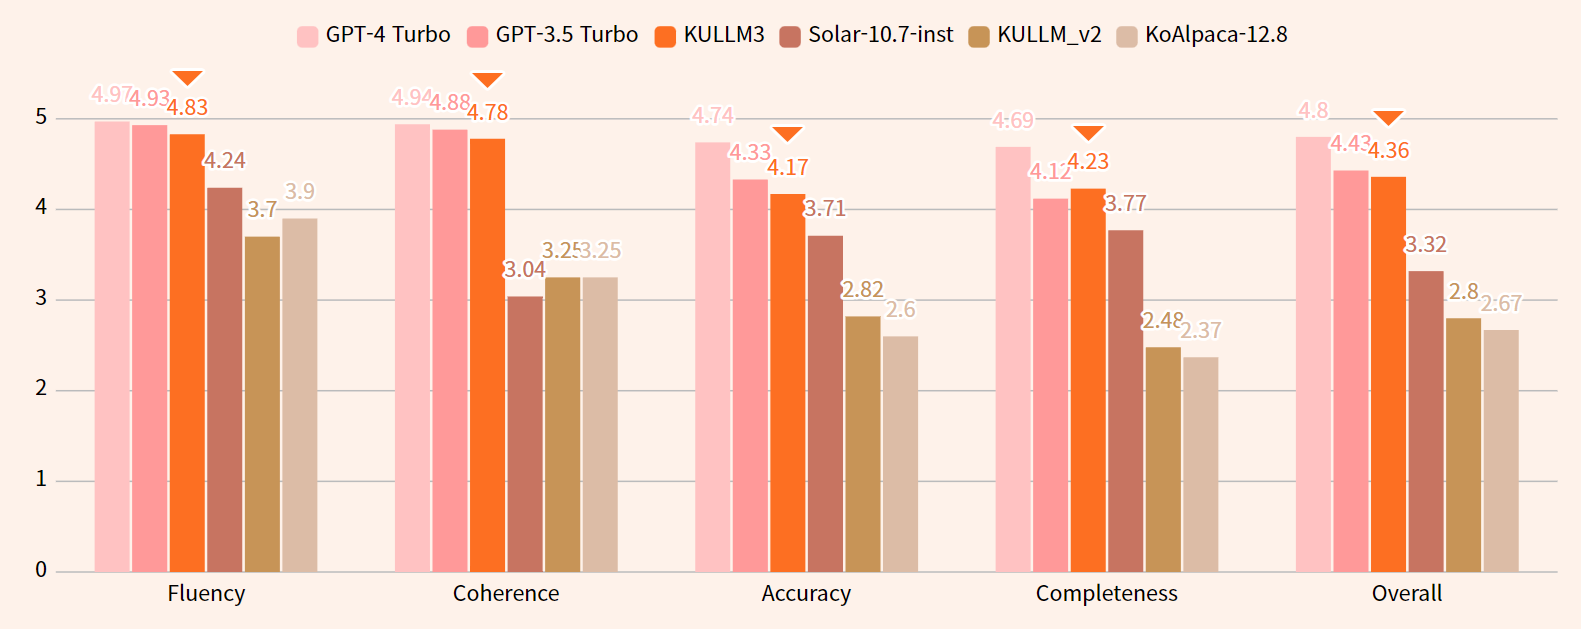 GPT-4 Turbo GPT-3.5 Turbo KULLM3 Solar-10.7-inst KULLM_v2 KoAlpaca-12.8
5
4
3
2
1
0
4.97 4.93 4.83 4.24 3.7 3.9
4.94 4.88 4.78 3.04 3.25 3.25
4.74 4.33 4.17 3.71 2.82 2.6
4.69 4.12 4.23 3.77 2.48 2.37
4.8 4.43 4.36 3.32 2.8 2.67
Fluency Coherence Accuracy Completeness Overall